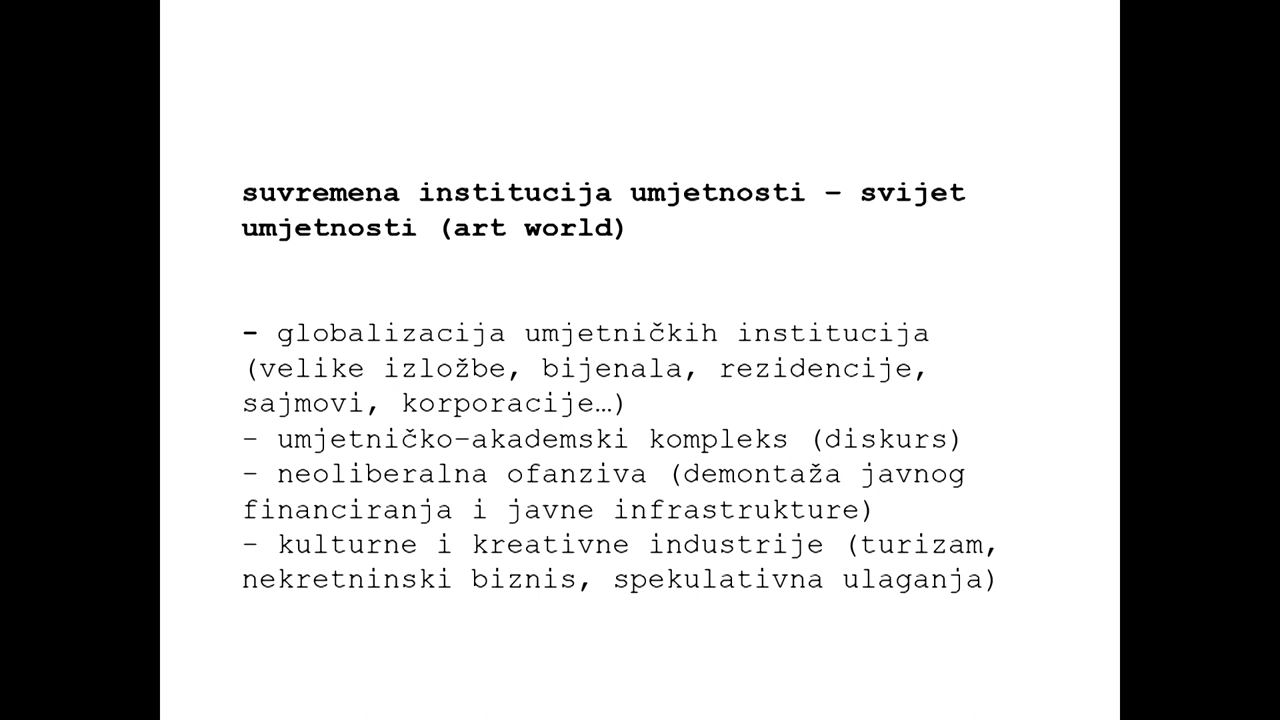 suvremena institucija umjetnosti – svijet
umjetnosti (art world)
– globalizacija umjetničkih institucija
(velike izložbe, bijenala, rezidencije,
sajmovi, korporacije…)
– umjetničko-akademski kompleks (diskurs)
– neoliberalna ofanziva (demontaža javnog
financiranja i javne infrastrukture)
– kulturne i kreativne industrije (turizam,
nekretninski biznis, spekulativna ulaganja)